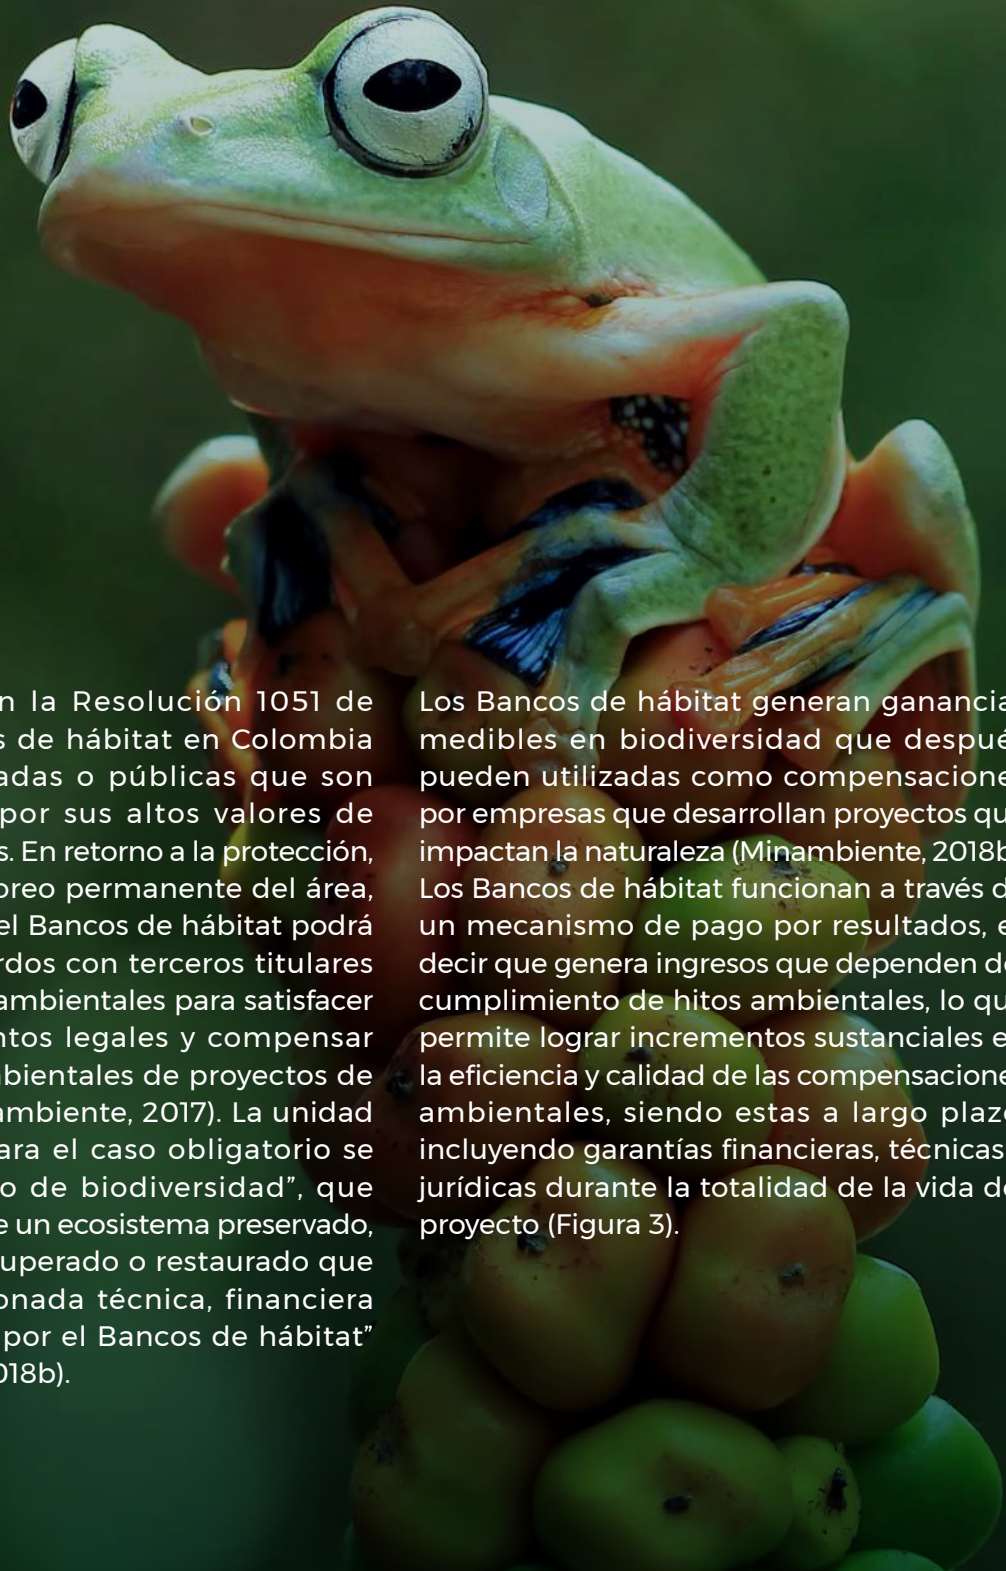 n la Resolución 1051 de
s de hábitat en Colombia
adas o públicas que son
por sus altos valores de
s. En retorno a la protección,
oreo permanente del área,
el Bancos de hábitat podrá
rdos con terceros titulares
ambientales para satisfacer
ntos legales y compensar
mbientales de proyectos de
ambiente, 2017). La unidad
ara el caso obligatorio se
o de biodiversidad”, que
e un ecosistema preservado,
uperado o restaurado que
onada técnica, financiera
por el Bancos de hábitat”
018b).
Los Bancos de hábitat generan ganancia
medibles en biodiversidad que despué
pueden utilizadas como compensacione
por empresas que desarrollan proyectos qu
impactan la naturaleza (Minambiente, 2018b
Los Bancos de hábitat funcionan a través d
un mecanismo de pago por resultados, e
decir que genera ingresos que dependen de
cumplimiento de hitos ambientales, lo qu
permite lograr incrementos sustanciales e
la eficiencia y calidad de las compensacione
ambientales, siendo estas a largo plazo
incluyendo garantías financieras, técnicas
jurídicas durante la totalidad de la vida de
proyecto (Figura 3).